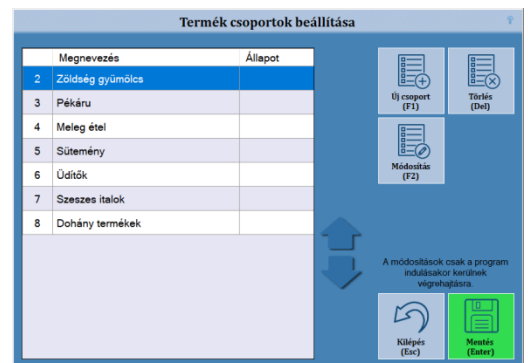 Termék csoportok beállítása
?
Megnevezés Állapot
2 Zöldség gyümölcs
3 Pékáru
4 Meleg étel
5 Sütemény
6 Üdítők
7 Szeszes italok
8 Dohány termékek
Új csoport
(F1)
Törlés
(Del)
Módosítás
(F2)
A módosítások csak a program
indulásakor kerülnek
végrehajtásra.
Kilépés
(Esc)
Mentés
(Enter)